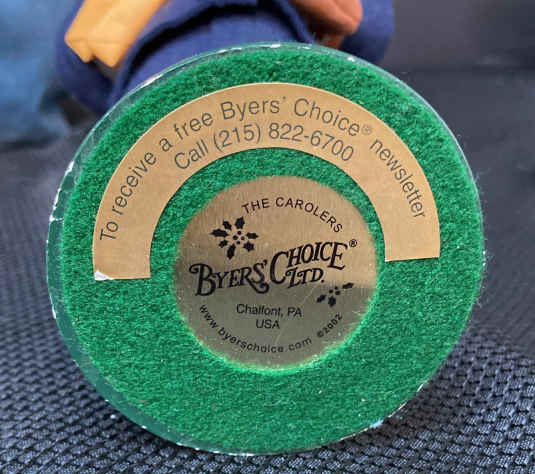 To receive a free Byers' Choice® newsletter
Call (215) 822-6700
THE CAROLERS
BYERS' CHOICE®
LTD.
Chalfont, PA
USA
www.byerschoice.com ©2002